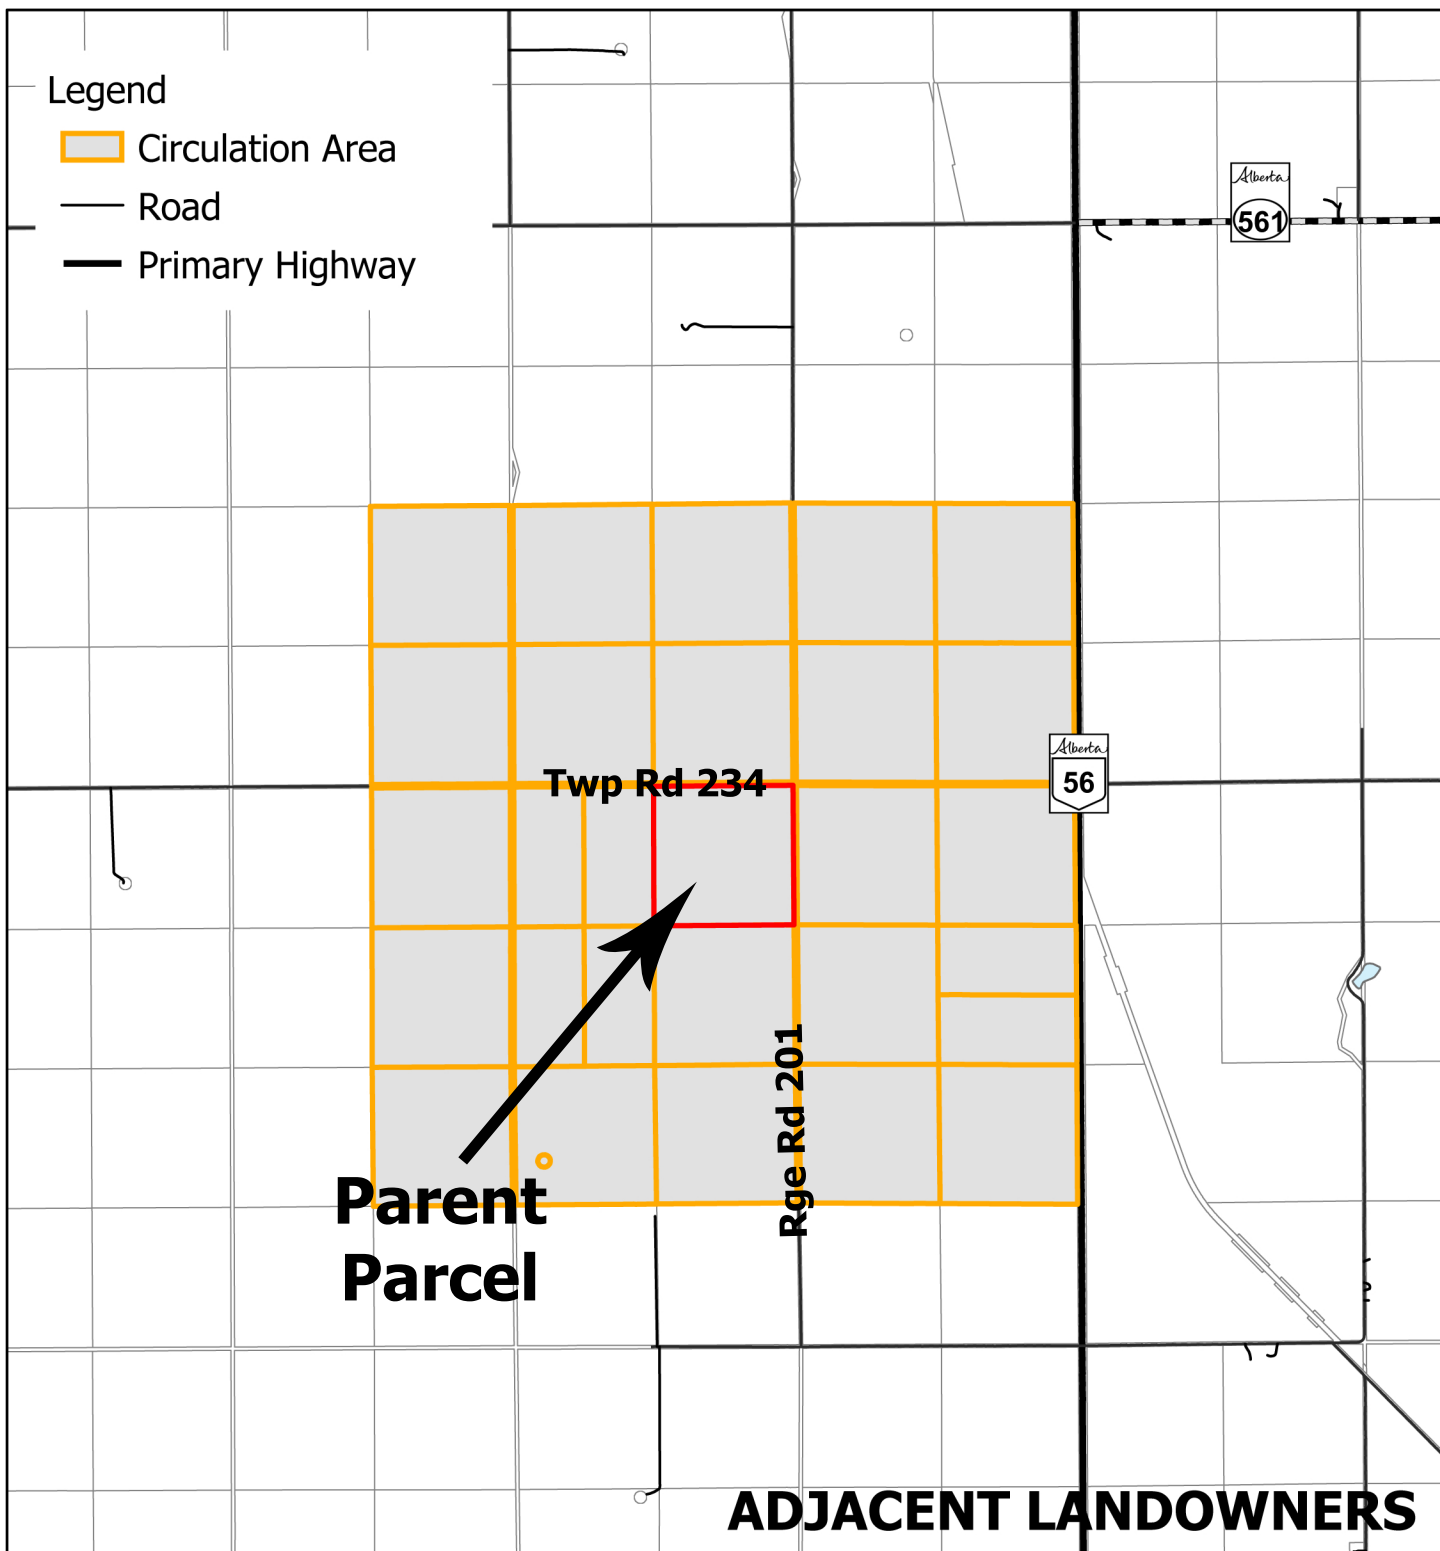 Legend
Circulation Area
Road
Primary Highway
Alberta
561
Twp Rd 234
Alberta
56
Rge Rd 201
Parent
Parcel
ADJACENT LANDOWNERS